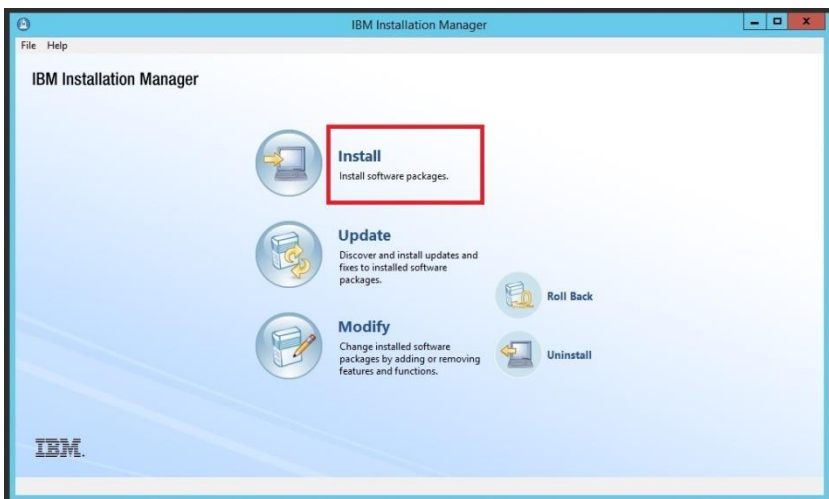 IBM Installation Manager
File Help
IBM Installation Manager
Install
Install software packages.
Update
Discover and install updates and
fixes to installed software
packages.
Roll Back
Modify
Change installed software
packages by adding or removing
features and functions.
Uninstall
IBM.